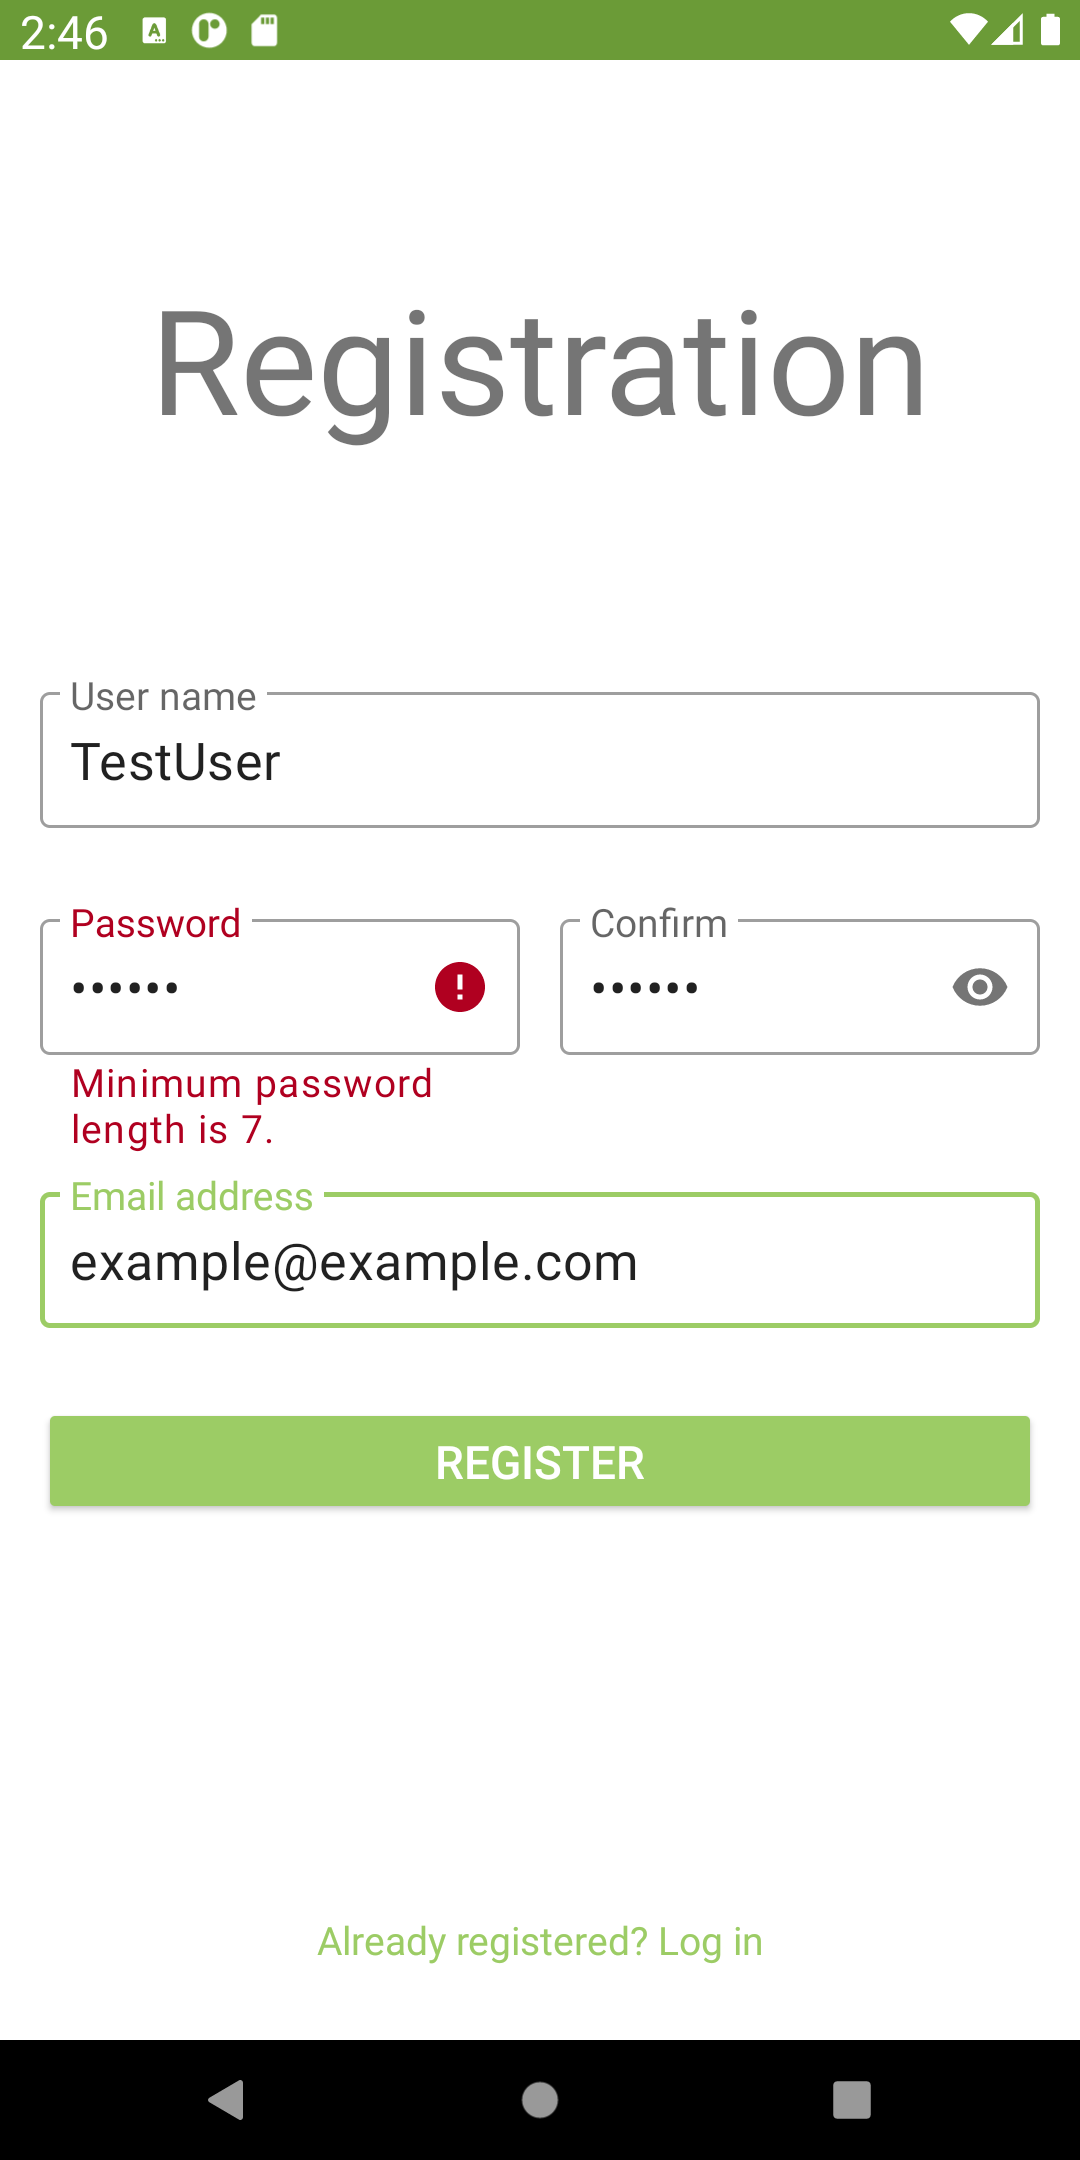 2:46
Registration
User name
TestUser
Password
Confirm
••••••
••••••
Minimum password
length is 7.
Email address
example@example.com
REGISTER
Already registered? Log in